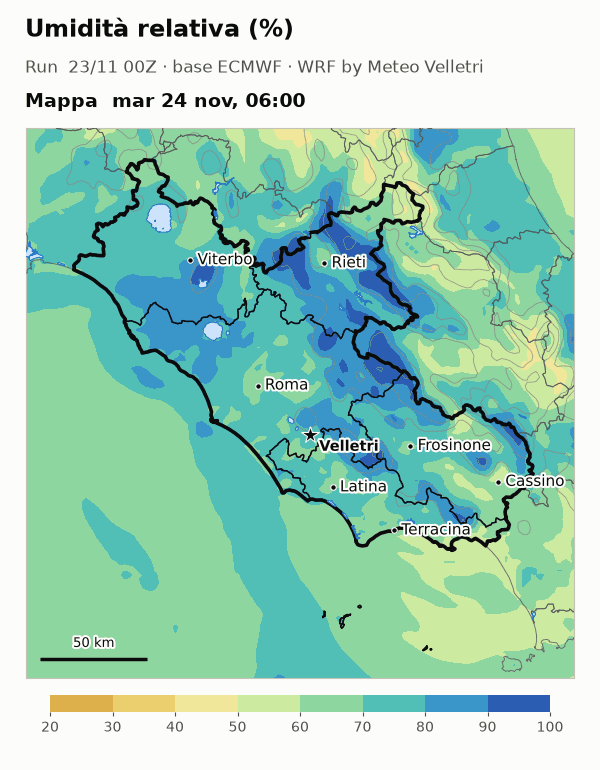 Umidità relativa (%)
Run  23/11 00Z · base ECMWF · WRF by Meteo Velletri
Mappa  mar 24 nov, 06:00
Viterbo
Rieti
Roma
Velletri
Frosinone
Cassino
Latina
Terracina
50 km
20 30 40 50 60 70 80 90 100